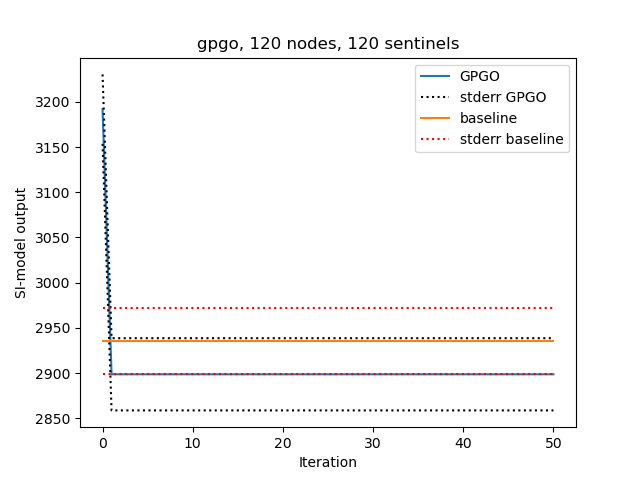 gpgo, 120 nodes, 120 sentinels
GPGO
stderr GPGO
baseline
stderr baseline
SI-model output
3200
3150
3100
3050
3000
2950
2900
2850
0 10 20 30 40 50
Iteration